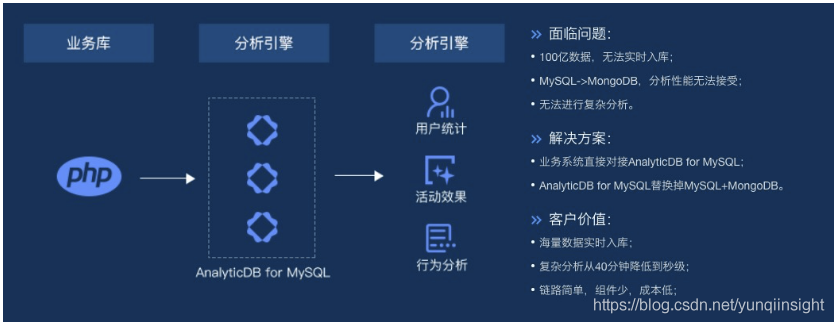 业务库
分析引擎
分析引擎
php
AnalyticDB for MySQL
用户统计
活动效果
行为分析
面临问题：
• 100亿数据，无法实时入库；
• MySQL->MongoDB，分析性能无法接受；
• 无法进行复杂分析。
解决方案：
• 业务系统直接对接AnalyticDB for MySQL；
• AnalyticDB for MySQL替换掉MySQL+MongoDB。
客户价值：
• 海量数据实时入库；
• 复杂分析从40分钟降低到秒级；
• 链路简单，组件少，成本低；
https://blog.csdn.net/yunqiinsight